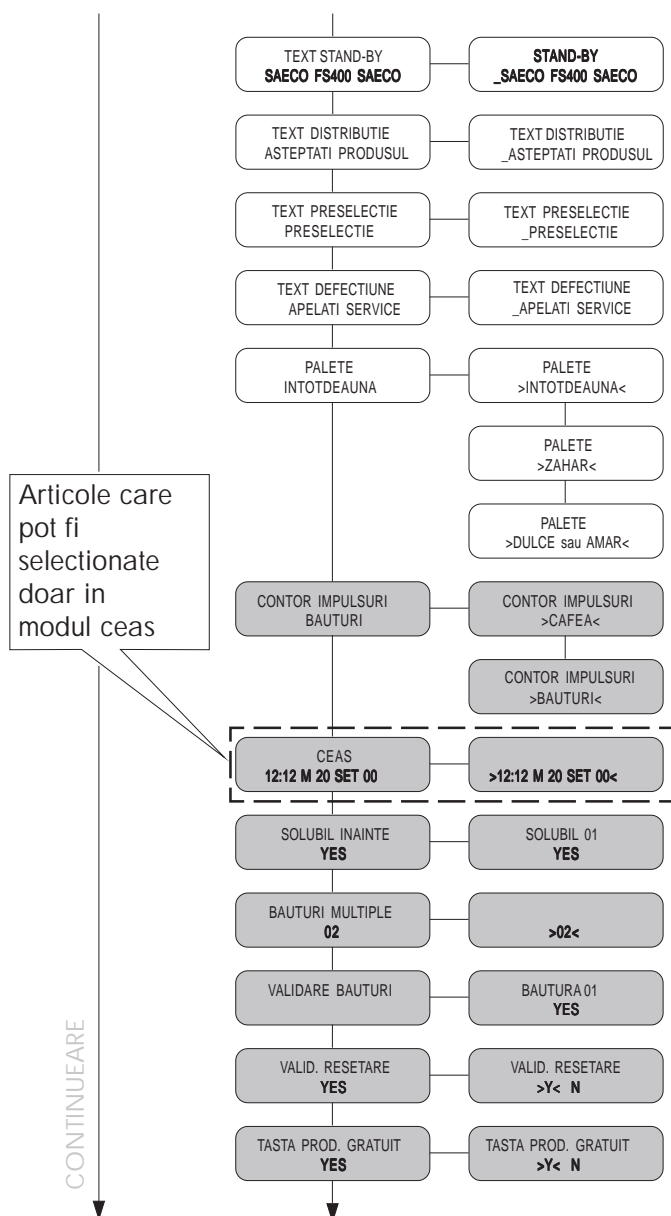 TEXT STAND-BY
SAECO FS400 SAECO
STAND-BY
_SAECO FS400 SAECO
TEXT DISTRIBUTIE
ASTEPTATI PRODUSUL
TEXT DISTRIBUTIE
_ASTEPTATI PRODUSUL
TEXT PRESELECTIE
PRESELECTIE
TEXT PRESELECTIE
_PRESELECTIE
TEXT DEFECTIUNE
APELATI SERVICE
TEXT DEFECTIUNE
_APELATI SERVICE
PALETE
INTOTDEAUNA
PALETE
>INTOTDEAUNA<
PALETE
>ZAHAR<
PALETE
>DULCE sau AMAR<
Articole care
pot fi
selectionate
doar in
modul ceas
CONTOR IMPULSURI
BAUTURI
CONTOR IMPULSURI
>CAFEA<
CONTOR IMPULSURI
>BAUTURI<
CEAS
12:12 M 20 SET 00
>12:12 M 20 SET 00<
SOLUBIL INAINTE
YES
SOLUBIL 01
YES
BAUTURI MULTIPLE
02
>02<
VALIDARE BAUTURI
BAUTURA 01
YES
VALID. RESETARE
YES
VALID. RESETARE
>Y< N
TASTA PROD. GRATUIT
YES
TASTA PROD. GRATUIT
>Y< N
CONTINUEARE